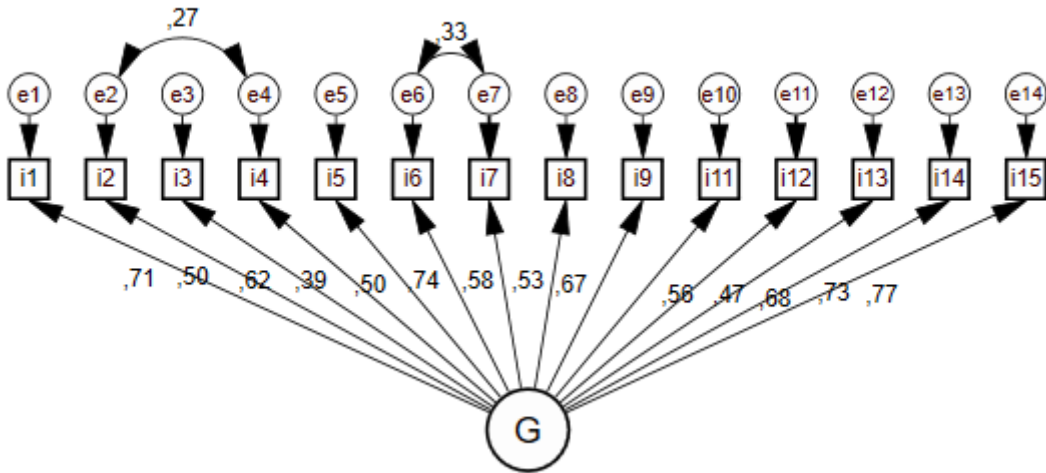 ,27
,33
e1 e2 e3 e4 e5 e6 e7 e8 e9 e10 e11 e12 e13 e14
i1 i2 i3 i4 i5 i6 i7 i8 i9 i11 i12 i13 i14 i15
,71 ,50 ,62 ,39 ,50 ,74 ,58 ,53 ,67 ,56 ,47 ,68 ,73 ,77
G